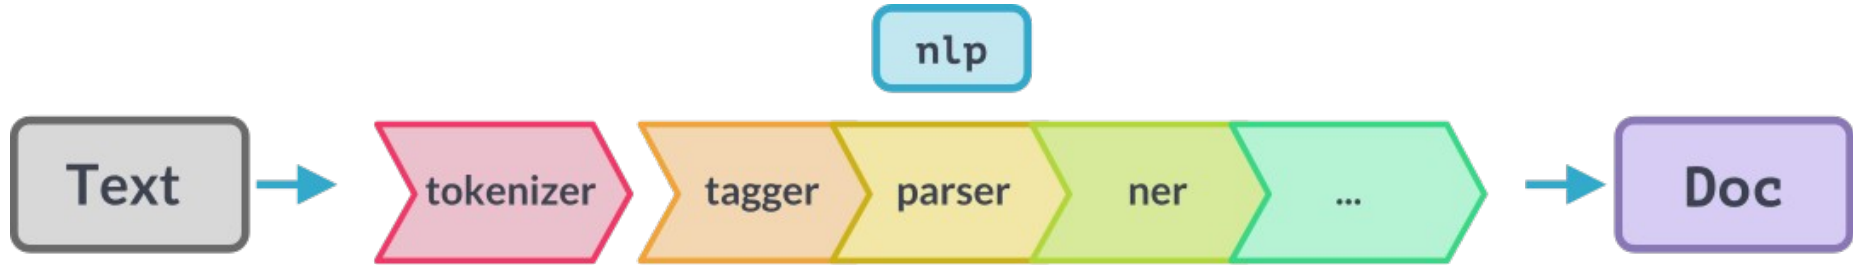 nlp
Text
tokenizer
tagger
parser
ner
...
Doc